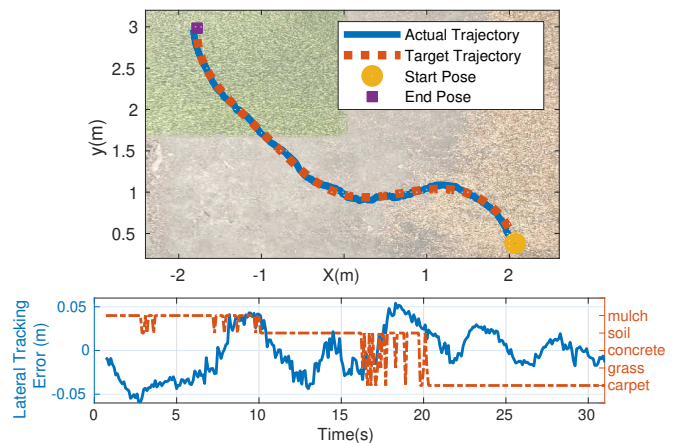 3
2.5
2
1.5
1
0.5
y(m)
Actual Trajectory
Target Trajectory
Start Pose
End Pose
-2
-1
X(m)
1
2
Lateral Tracking
Error (m)
0.05
0
-0.05
mulch
soil
concrete
grass
carpet
0
5
10
15
20
25
30
Time(s)